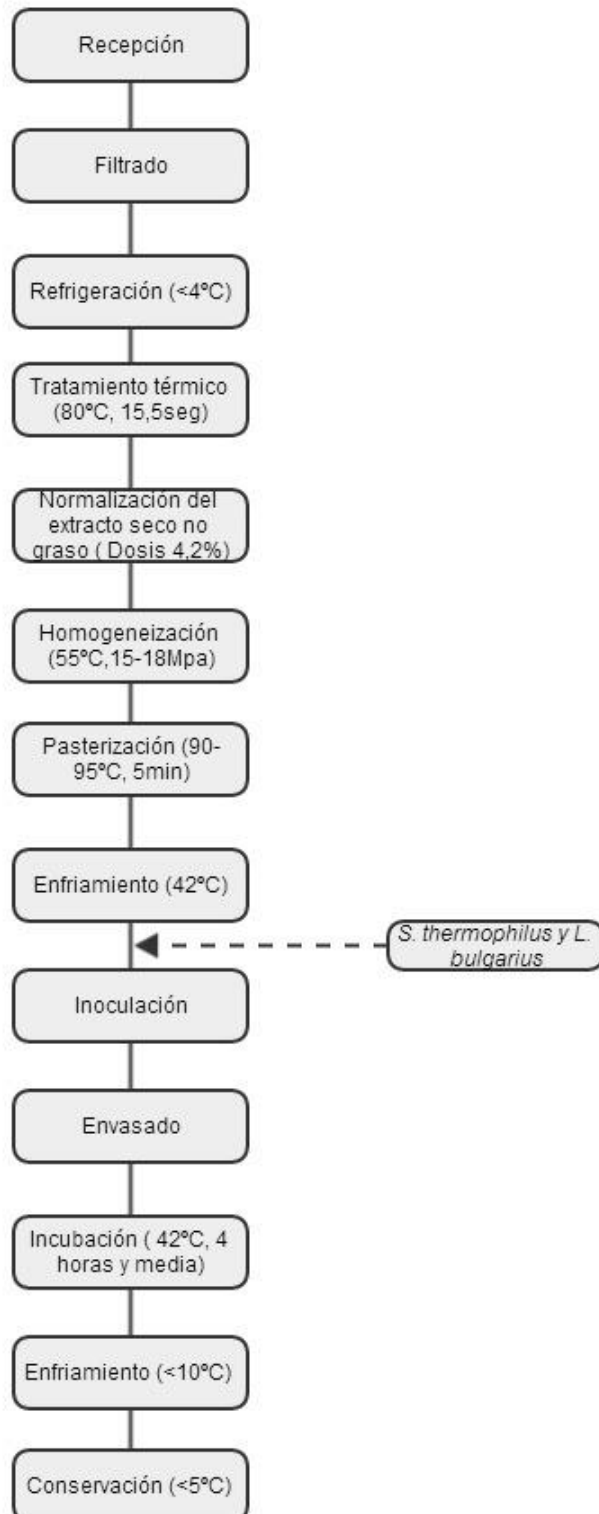 Recepción
Filtrado
Refrigeración (<4ºC)
Tratamiento térmico
(80ºC, 15,5seg)
Normalización del
extracto seco no
graso ( Dosis 4,2%)
Homogeneización
(55ºC,15-18Mpa)
Pasterización (90-
95ºC, 5min)
Enfriamiento (42ºC)
S. thermophilus y L.
bulgarius
Inoculación
Envasado
Incubación ( 42ºC, 4
horas y media)
Enfriamiento (<10ºC)
Conservación (<5ºC)